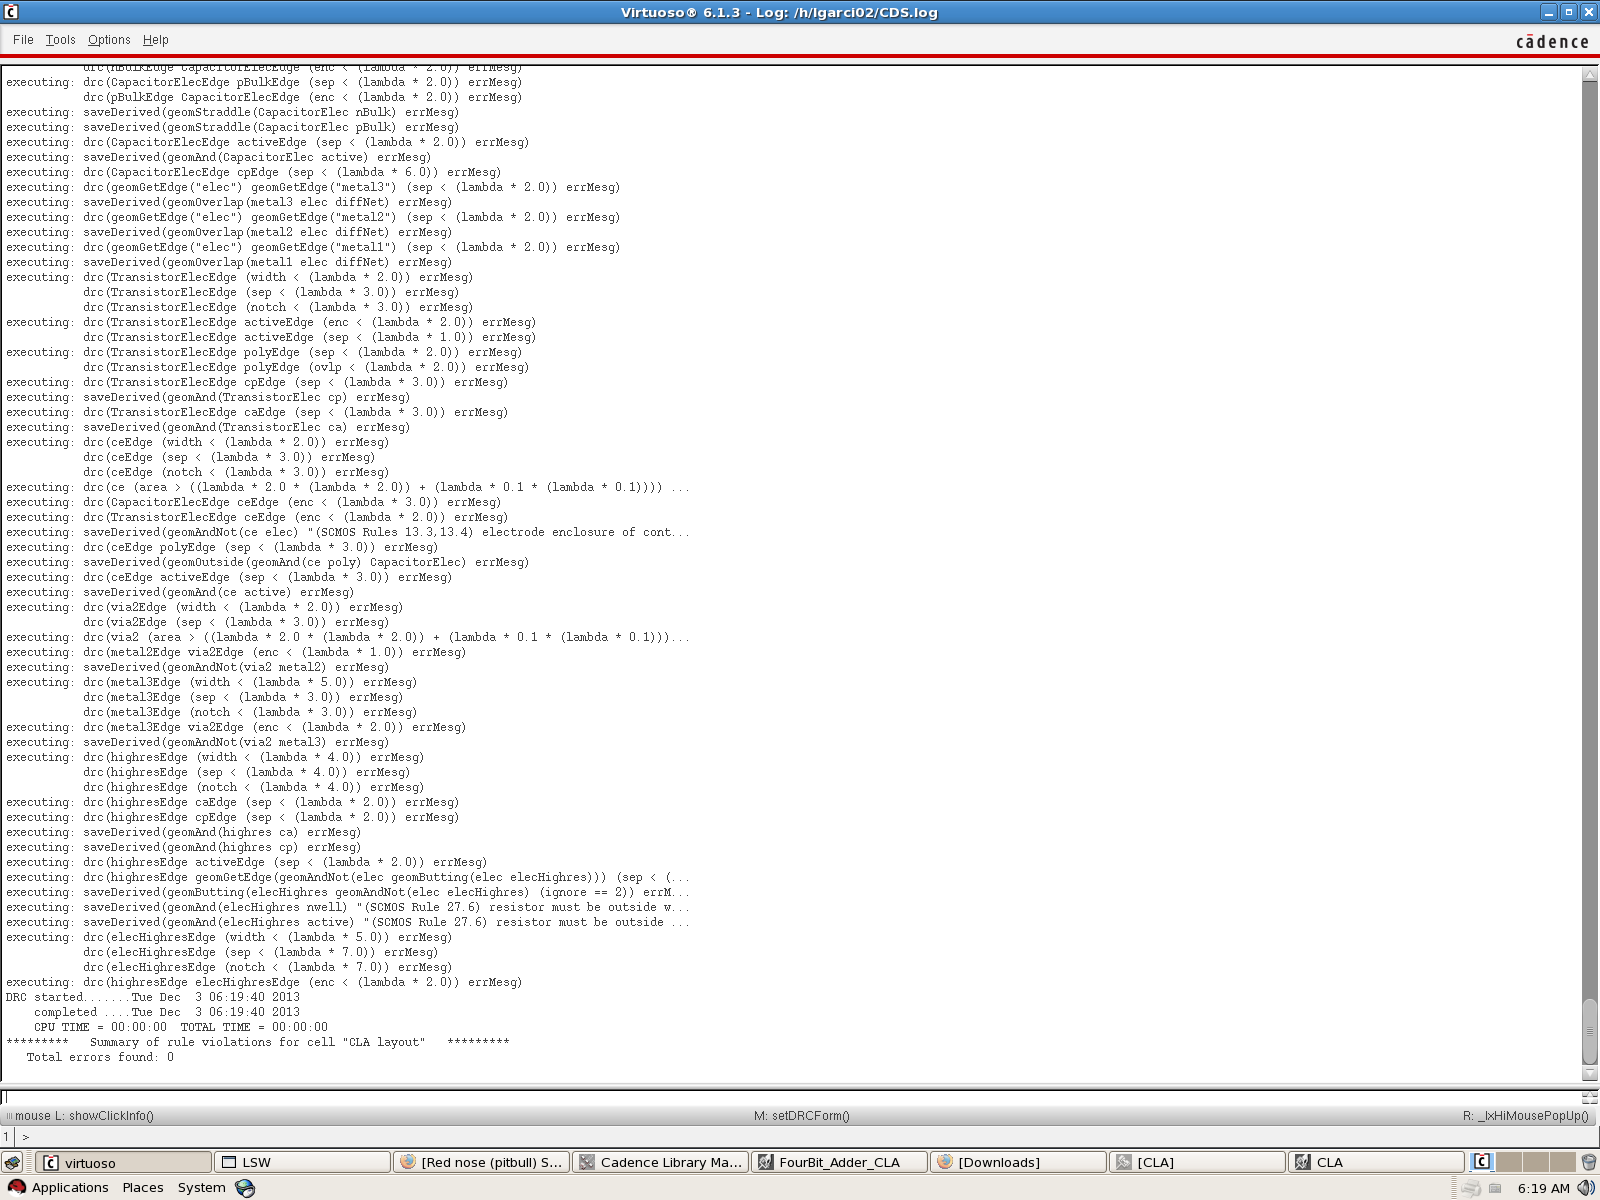 Virtuoso® 6.1.3 - Log: /h/lgarci02/CDS.log
File Tools Options Help
cādence
drc(nBulkEdge CapacitorElecEdge (enc < (lambda * 2.0)) errMesg)
executing: drc(CapacitorElecEdge pBulkEdge (sep < (lambda * 2.0)) errMesg)
drc(pBulkEdge CapacitorElecEdge (enc < (lambda * 2.0)) errMesg)
executing: saveDerived(geomStraddle(CapacitorElec nBulk) errMesg)
executing: saveDerived(geomStraddle(CapacitorElec pBulk) errMesg)
executing: drc(CapacitorElecEdge activeEdge (sep < (lambda * 2.0)) errMesg)
executing: saveDerived(geomAnd(CapacitorElec active) errMesg)
executing: drc(CapacitorElecEdge cpEdge (sep < (lambda * 6.0)) errMesg)
executing: drc(geomGetEdge("elec") geomGetEdge("metal3") (sep < (lambda * 2.0)) errMesg)
executing: saveDerived(geomOverlap(metal3 elec diffNet) errMesg)
executing: drc(geomGetEdge("elec") geomGetEdge("metal2") (sep < (lambda * 2.0)) errMesg)
executing: saveDerived(geomOverlap(metal2 elec diffNet) errMesg)
executing: drc(geomGetEdge("elec") geomGetEdge("metal1") (sep < (lambda * 2.0)) errMesg)
executing: saveDerived(geomOverlap(metal1 elec diffNet) errMesg)
executing: drc(TransistorElecEdge (width < (lambda * 2.0)) errMesg)
drc(TransistorElecEdge (sep < (lambda * 3.0)) errMesg)
drc(TransistorElecEdge (notch < (lambda * 3.0)) errMesg)
executing: drc(TransistorElecEdge activeEdge (enc < (lambda * 2.0)) errMesg)
drc(TransistorElecEdge activeEdge (sep < (lambda * 1.0)) errMesg)
executing: drc(TransistorElecEdge polyEdge (sep < (lambda * 2.0)) errMesg)
drc(TransistorElecEdge polyEdge (ovlp < (lambda * 2.0)) errMesg)
executing: drc(TransistorElecEdge cpEdge (sep < (lambda * 3.0)) errMesg)
executing: saveDerived(geomAnd(TransistorElec cp) errMesg)
executing: drc(TransistorElecEdge caEdge (sep < (lambda * 3.0)) errMesg)
executing: saveDerived(geomAnd(TransistorElec ca) errMesg)
executing: drc(ceEdge (width < (lambda * 2.0)) errMesg)
drc(ceEdge (sep < (lambda * 3.0)) errMesg)
drc(ceEdge (notch < (lambda * 3.0)) errMesg)
executing: drc(ce (area > ((lambda * 2.0 * (lambda * 2.0)) + (lambda * 0.1 * (lambda * 0.1)))) ...
executing: drc(CapacitorElecEdge ceEdge (enc < (lambda * 3.0)) errMesg)
executing: drc(TransistorElecEdge ceEdge (enc < (lambda * 2.0)) errMesg)
executing: saveDerived(geomAndNot(ce elec) "(SCMOS Rules 13.3,13.4) electrode enclosure of cont...
executing: drc(ceEdge polyEdge (sep < (lambda * 3.0)) errMesg)
executing: saveDerived(geomOutside(geomAnd(ce poly) CapacitorElec) errMesg)
executing: drc(ceEdge activeEdge (sep < (lambda * 3.0)) errMesg)
executing: saveDerived(geomAnd(ce active) errMesg)
executing: drc(via2Edge (width < (lambda * 2.0)) errMesg)
drc(via2Edge (sep < (lambda * 3.0)) errMesg)
executing: drc(via2 (area > ((lambda * 2.0 * (lambda * 2.0)) + (lambda * 0.1 * (lambda * 0.1)))...
executing: drc(metal2Edge via2Edge (enc < (lambda * 1.0)) errMesg)
executing: saveDerived(geomAndNot(via2 metal2) errMesg)
executing: drc(metal3Edge (width < (lambda * 5.0)) errMesg)
drc(metal3Edge (sep < (lambda * 3.0)) errMesg)
drc(metal3Edge (notch < (lambda * 3.0)) errMesg)
executing: drc(metal3Edge via2Edge (enc < (lambda * 2.0)) errMesg)
executing: saveDerived(geomAndNot(via2 metal3) errMesg)
executing: drc(highresEdge (width < (lambda * 4.0)) errMesg)
drc(highresEdge (sep < (lambda * 4.0)) errMesg)
drc(highresEdge (notch < (lambda * 4.0)) errMesg)
executing: drc(highresEdge caEdge (sep < (lambda * 2.0)) errMesg)
executing: drc(highresEdge cpEdge (sep < (lambda * 2.0)) errMesg)
executing: saveDerived(geomAnd(highres ca) errMesg)
executing: saveDerived(geomAnd(highres cp) errMesg)
executing: drc(highresEdge activeEdge (sep < (lambda * 2.0)) errMesg)
executing: drc(highresEdge geomGetEdge(geomAndNot(elec geomButting(elec elecHighres))) (sep < (...
executing: saveDerived(geomButting(elecHighres geomAndNot(elec elecHighres) (ignore == 2)) errM...
executing: saveDerived(geomAnd(elecHighres nwell) "(SCMOS Rule 27.6) resistor must be outside w...
executing: saveDerived(geomAnd(elecHighres active) "(SCMOS Rule 27.6) resistor must be outside ...
executing: drc(elecHighresEdge (width < (lambda * 5.0)) errMesg)
drc(elecHighresEdge (sep < (lambda * 7.0)) errMesg)
drc(elecHighresEdge (notch < (lambda * 7.0)) errMesg)
executing: drc(highresEdge elecHighresEdge (enc < (lambda * 2.0)) errMesg)
DRC started.......Tue Dec  3 06:19:40 2013
completed ....Tue Dec  3 06:19:40 2013
CPU TIME = 00:00:00  TOTAL TIME = 00:00:00
*********   Summary of rule violations for cell "CLA layout"   *********
Total errors found: 0
mouse L: showClickInfo() M: setDRCForm() R: _lxHiMousePopUp()
1 >
virtuoso LSW [Red nose (pitbull) S... Cadence Library Ma... FourBit_Adder_CLA [Downloads] [CLA] CLA
Applications Places System 6:19 AM